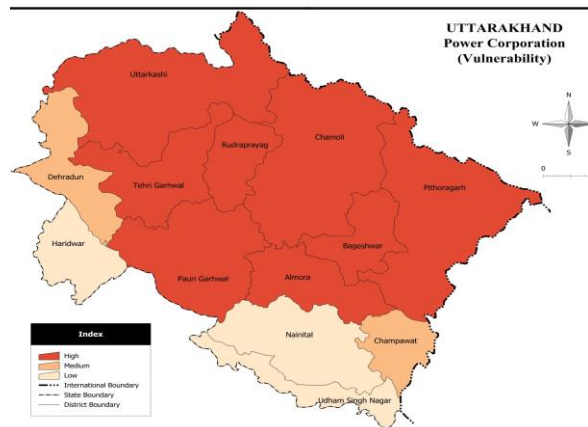 UTTARAKHAND
Power Corporation
(Vulnerability)
N
W E
S
0
Uttarkashi
Chamoli
Rudraprayag
Dehradun
Tehri Garhwal
Pithoragarh
Haridwar
Bageshwar
Pauri Garhwal
Almora
Nainital
Champawat
Udham Singh Nagar
Index
High
Medium
Low
International Boundary
State Boundary
District Boundary